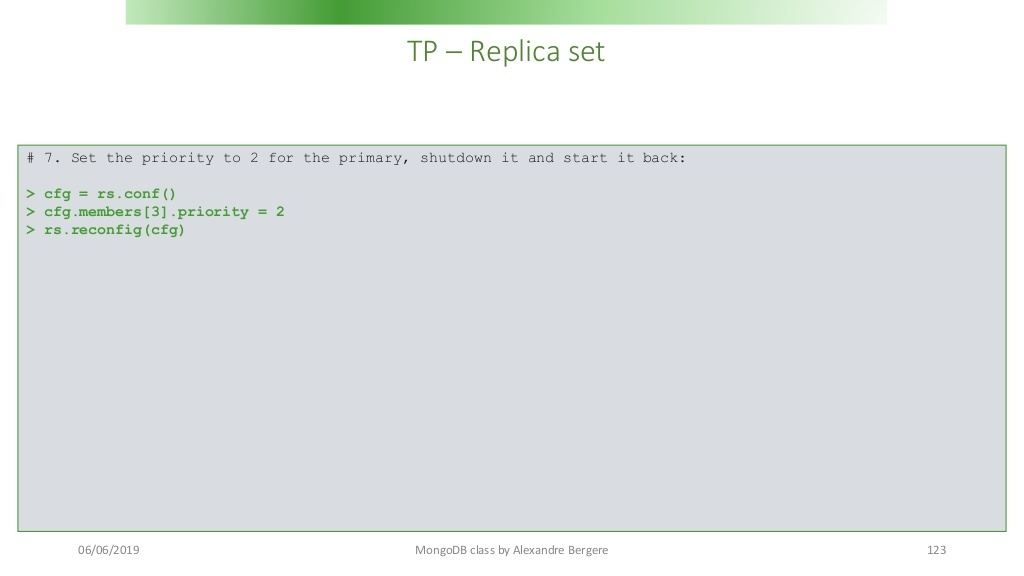 TP – Replica set
# 7. Set the priority to 2 for the primary, shutdown it and start it back:
> cfg = rs.conf()
> cfg.members[3].priority = 2
> rs.reconfig(cfg)
06/06/2019
MongoDB class by Alexandre Bergere
123